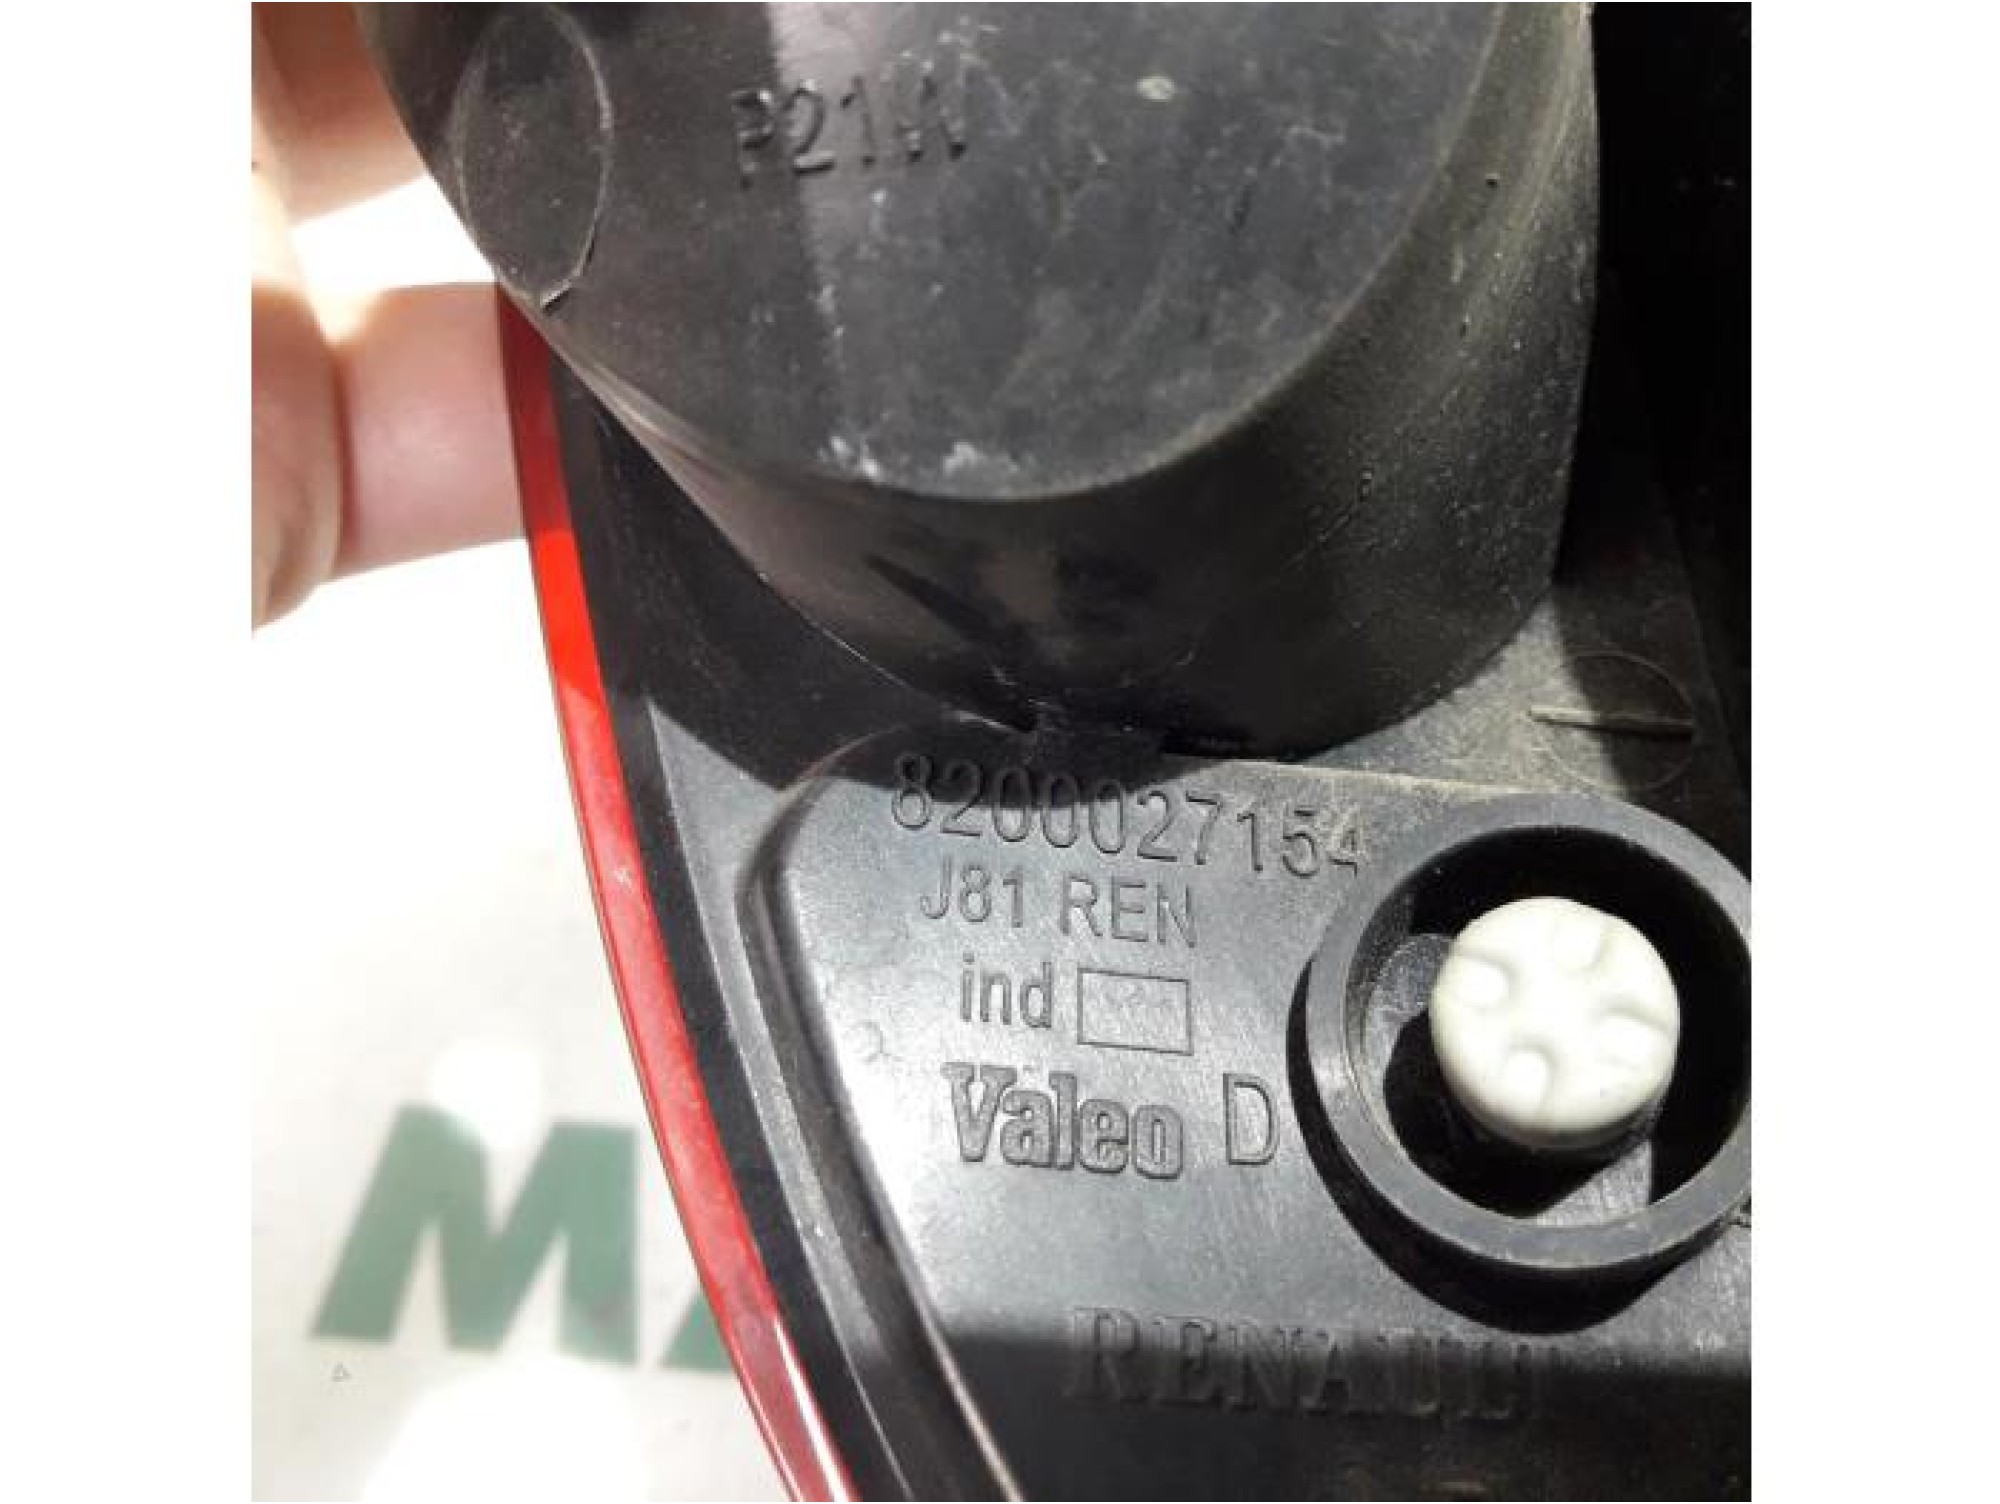 P21W
8200027154
J81 REN
ind
Valeo D
RENAULT